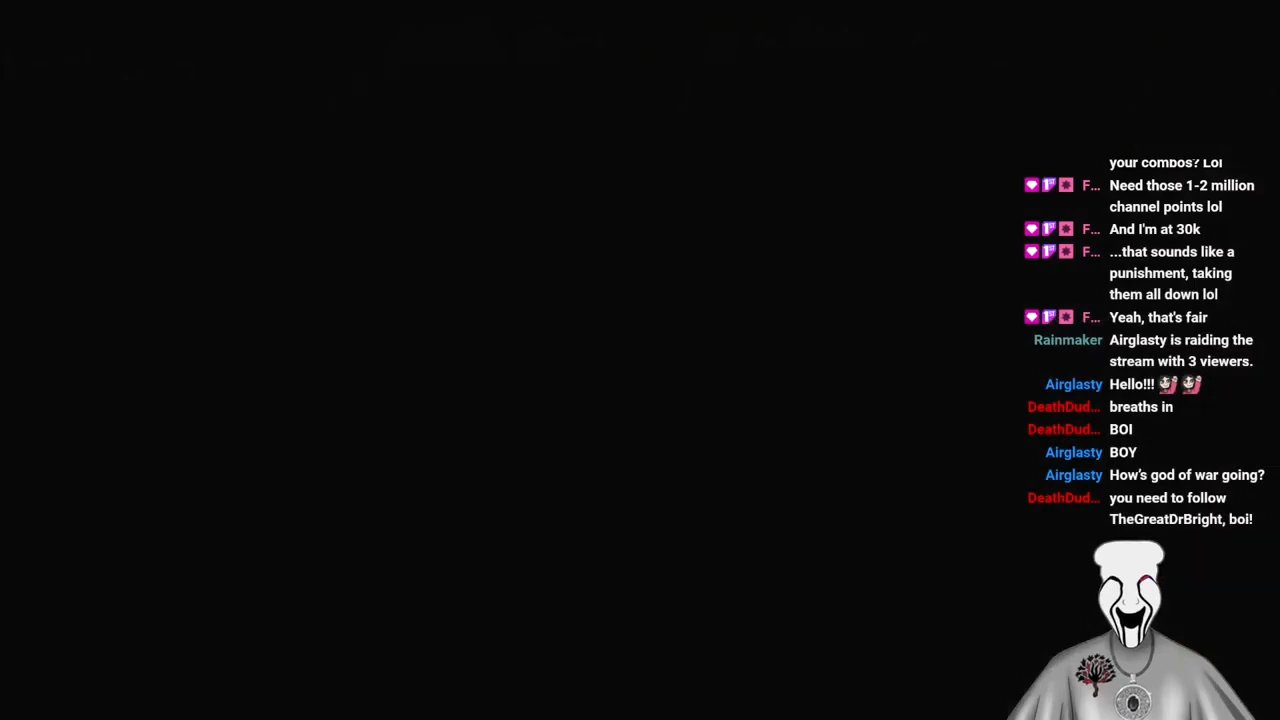 your combos? Lol
F... Need those 1-2 million
channel points lol
F... And I'm at 30k
F... ...that sounds like a
punishment, taking
them all down lol
F... Yeah, that's fair
Rainmaker Airglasty is raiding the
stream with 3 viewers.
Airglasty Hello!!!
DeathDud... breaths in
DeathDud... BOI
Airglasty BOY
Airglasty How's god of war going?
DeathDud... you need to follow
TheGreatDrBright, boi!